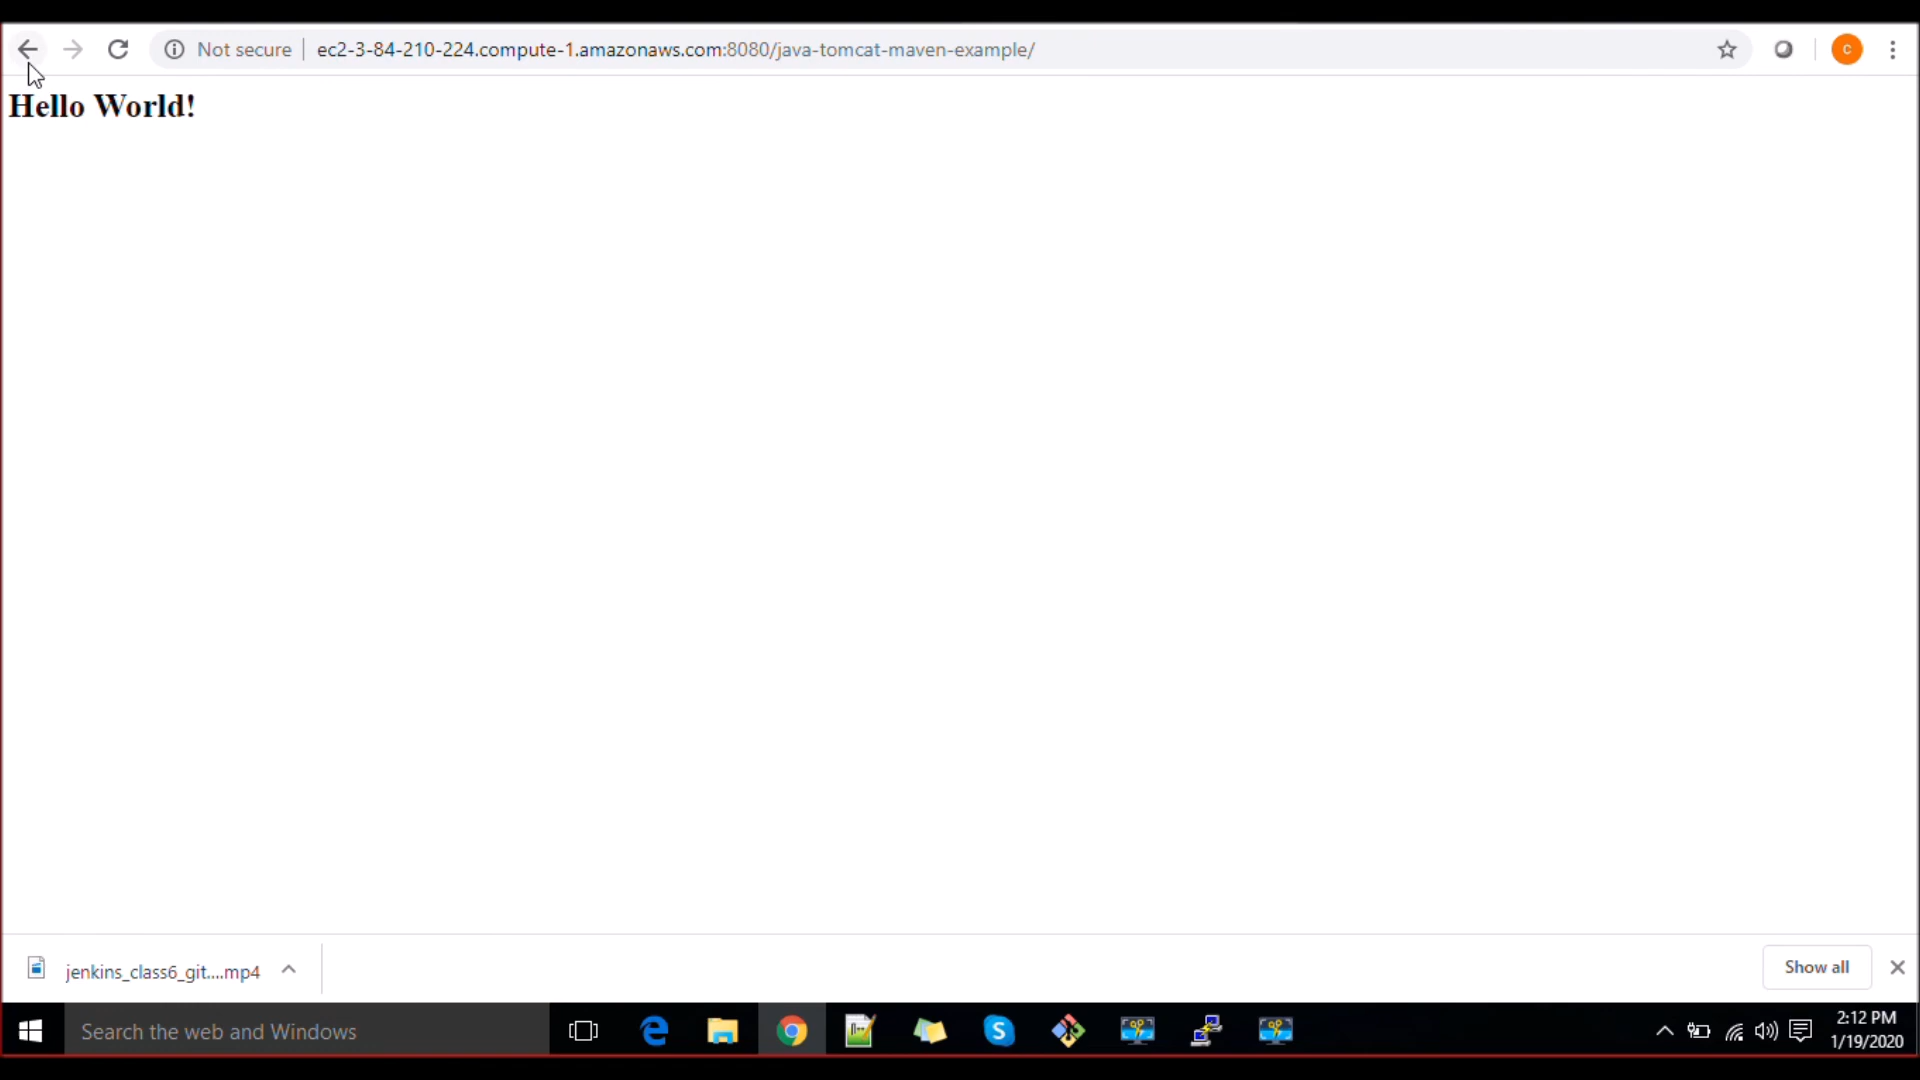 Not secure
ec2-3-84-210-224.compute-1.amazonaws.com:8080/java-tomcat-maven-example/
C
Hello World!
jenkins_class6_git....mp4
Show all
Search the web and Windows
2:12 PM
1/19/2020